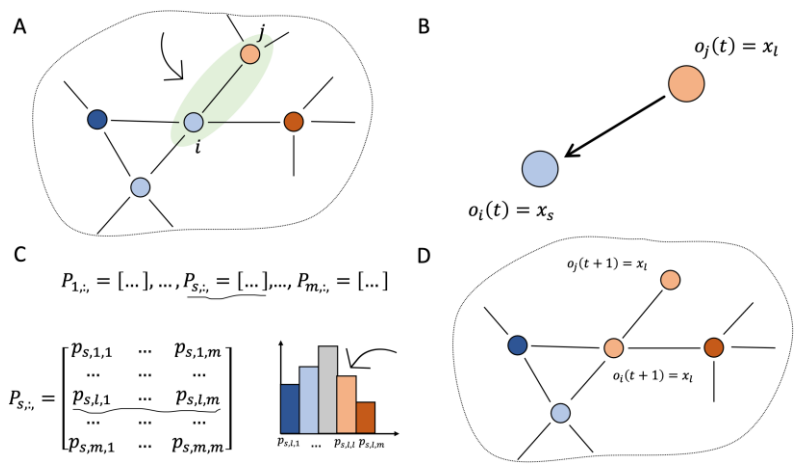 A
j
i
B
o_j(t) = x_l
o_i(t) = x_s
C
P_{1,:,} = [...], ..., P_{s,:,} = [...],..., P_{m,:,} = [...]
P_{s,:,} =
p_{s,1,1} ... p_{s,1,m}
... ... ...
p_{s,l,1} ... p_{s,l,m}
... ... ...
p_{s,m,1} ... p_{s,m,m}
p_{s,l,1} ... p_{s,l,l} p_{s,l,m}
D
o_j(t + 1) = x_l
o_i(t + 1) = x_l